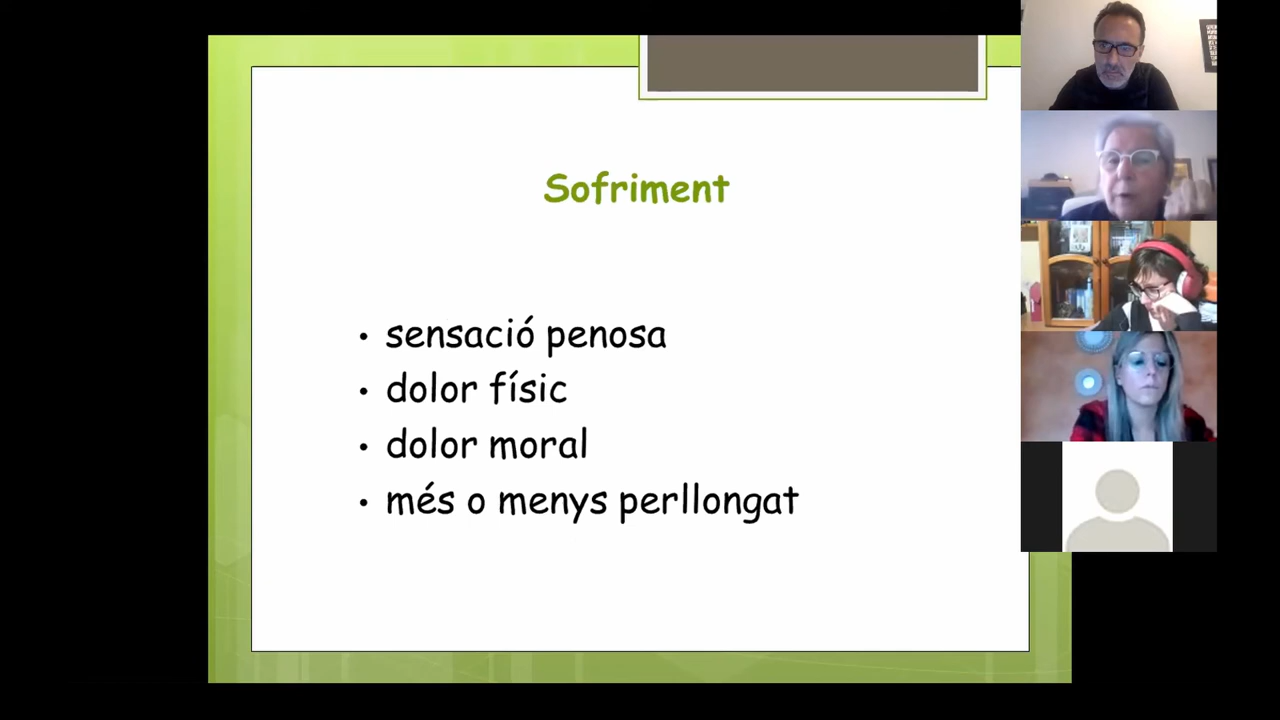 Sofriment
• sensació penosa
• dolor físic
• dolor moral
• més o menys perllongat